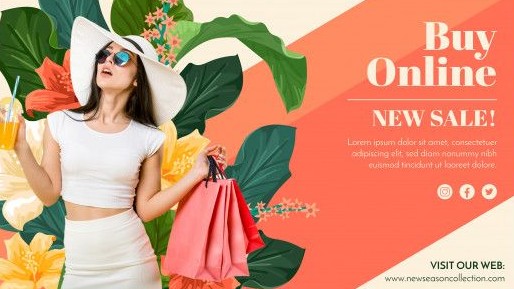 Buy
Online
NEW SALE!
Lorem ipsum dolor sit amet, consectetuer
adipiscing elit, sed diam nonummy nibh
euismod tincidunt ut laoreet dolore.
VISIT OUR WEB:
www.newseasoncollection.com